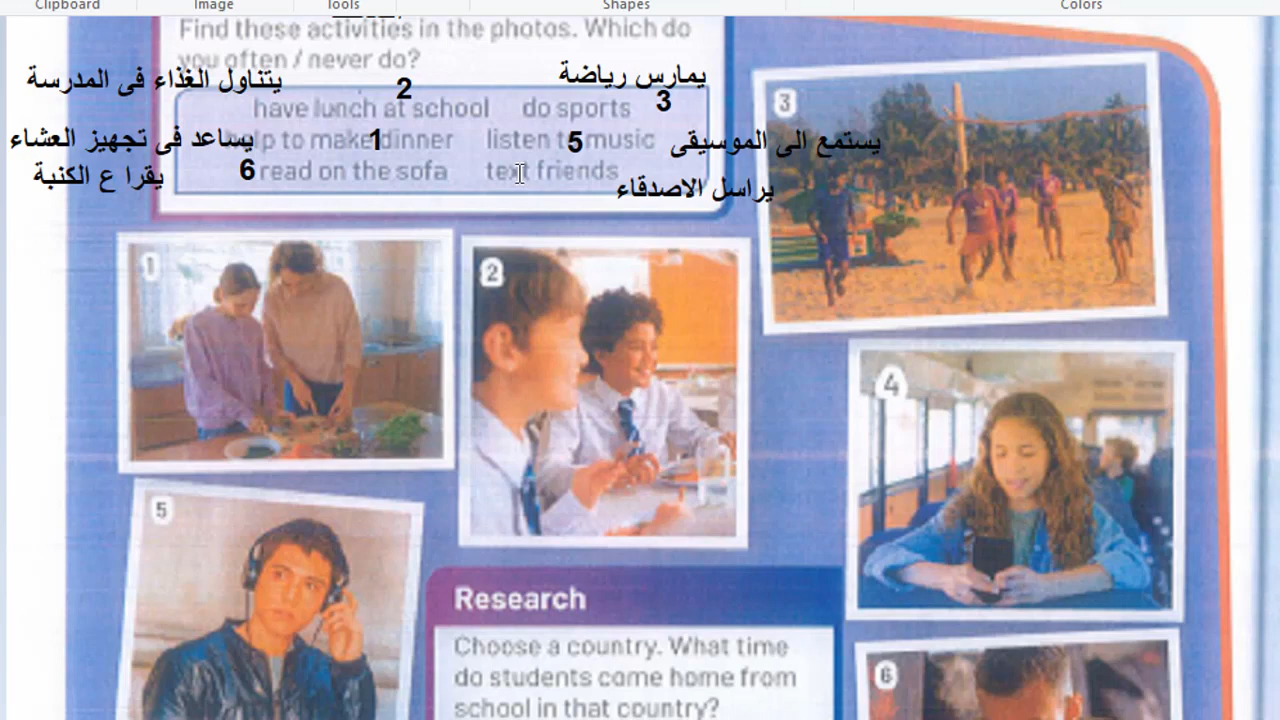 Clipboard
Image
Tools
Shapes
Colors
Find these activities in the photos. Which do
you often / never do?
يتناول الغذاء فى المدرسة
2
يمارس رياضة
have lunch at school do sports
3
يساعد فى تجهيز العشاء
to make dinner
1
listen to music
5
يستمع الى الموسيقى
يقرا ع الكنبة
6
read on the sofa text friends
يراسل الاصدقاء
3
1
2
4
5
Research
Choose a country. What time
do students come home from
school in that country?
6